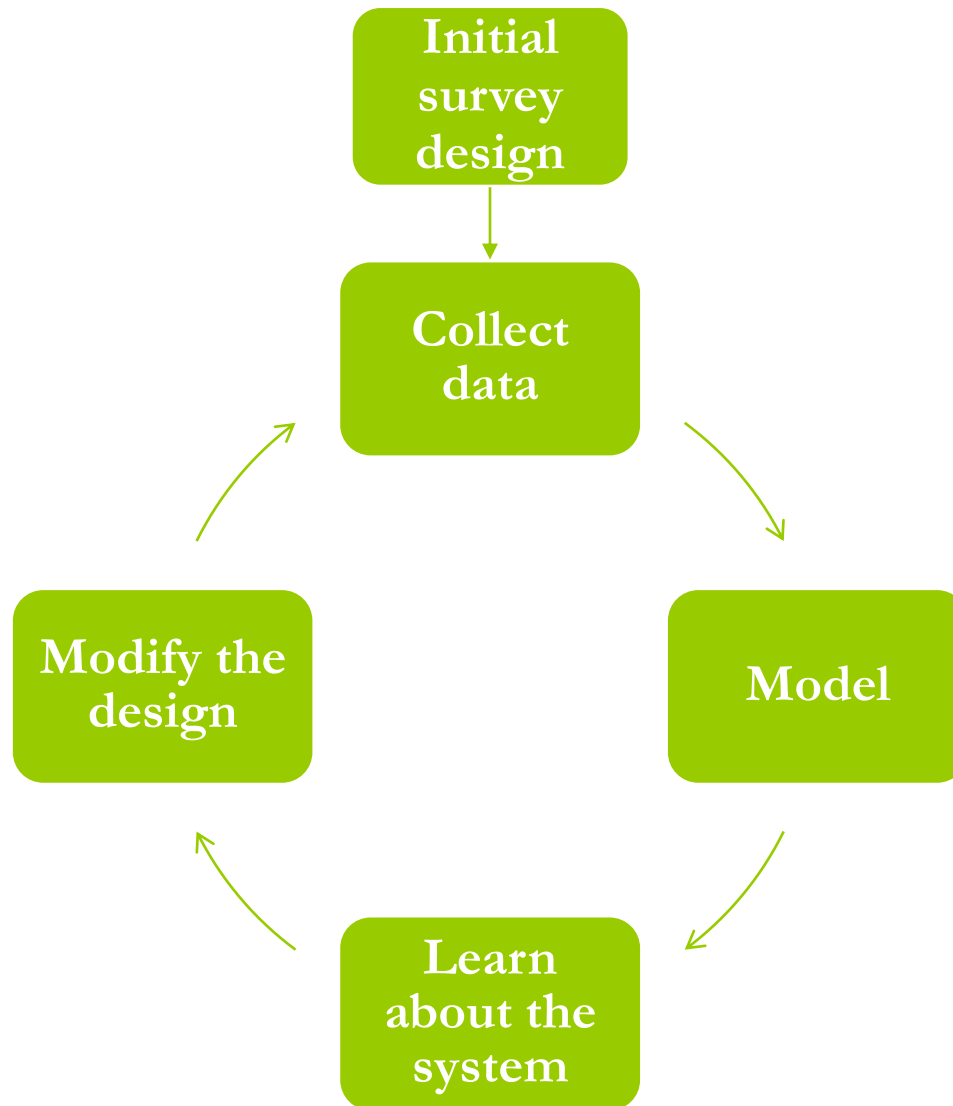 Initial
survey
design
Collect
data
Modify the
design
Model
Learn
about the
system